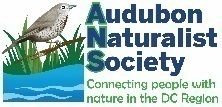 Audubon
Naturalist
Society
Connecting people with
nature in the DC Region